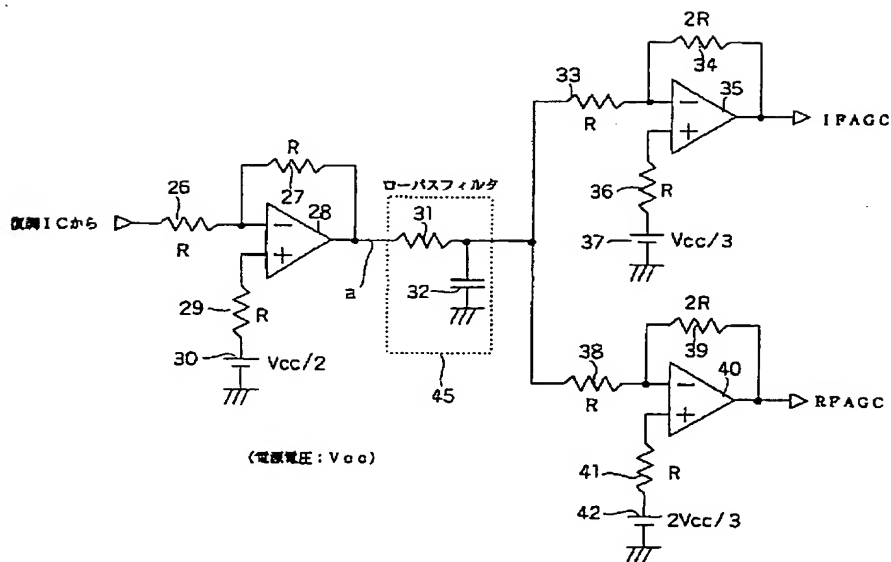 2R
34
33
35
IFAGC
R
R
27
36
R
26
ローパスフィルタ
28
31
37
Vcc/3
復調ICから
R
a
32
29
R
2R
39
38
40
30
Vcc/2
45
R
RFAGC
(電源電圧:Vcc)
41
R
42
2Vcc/3